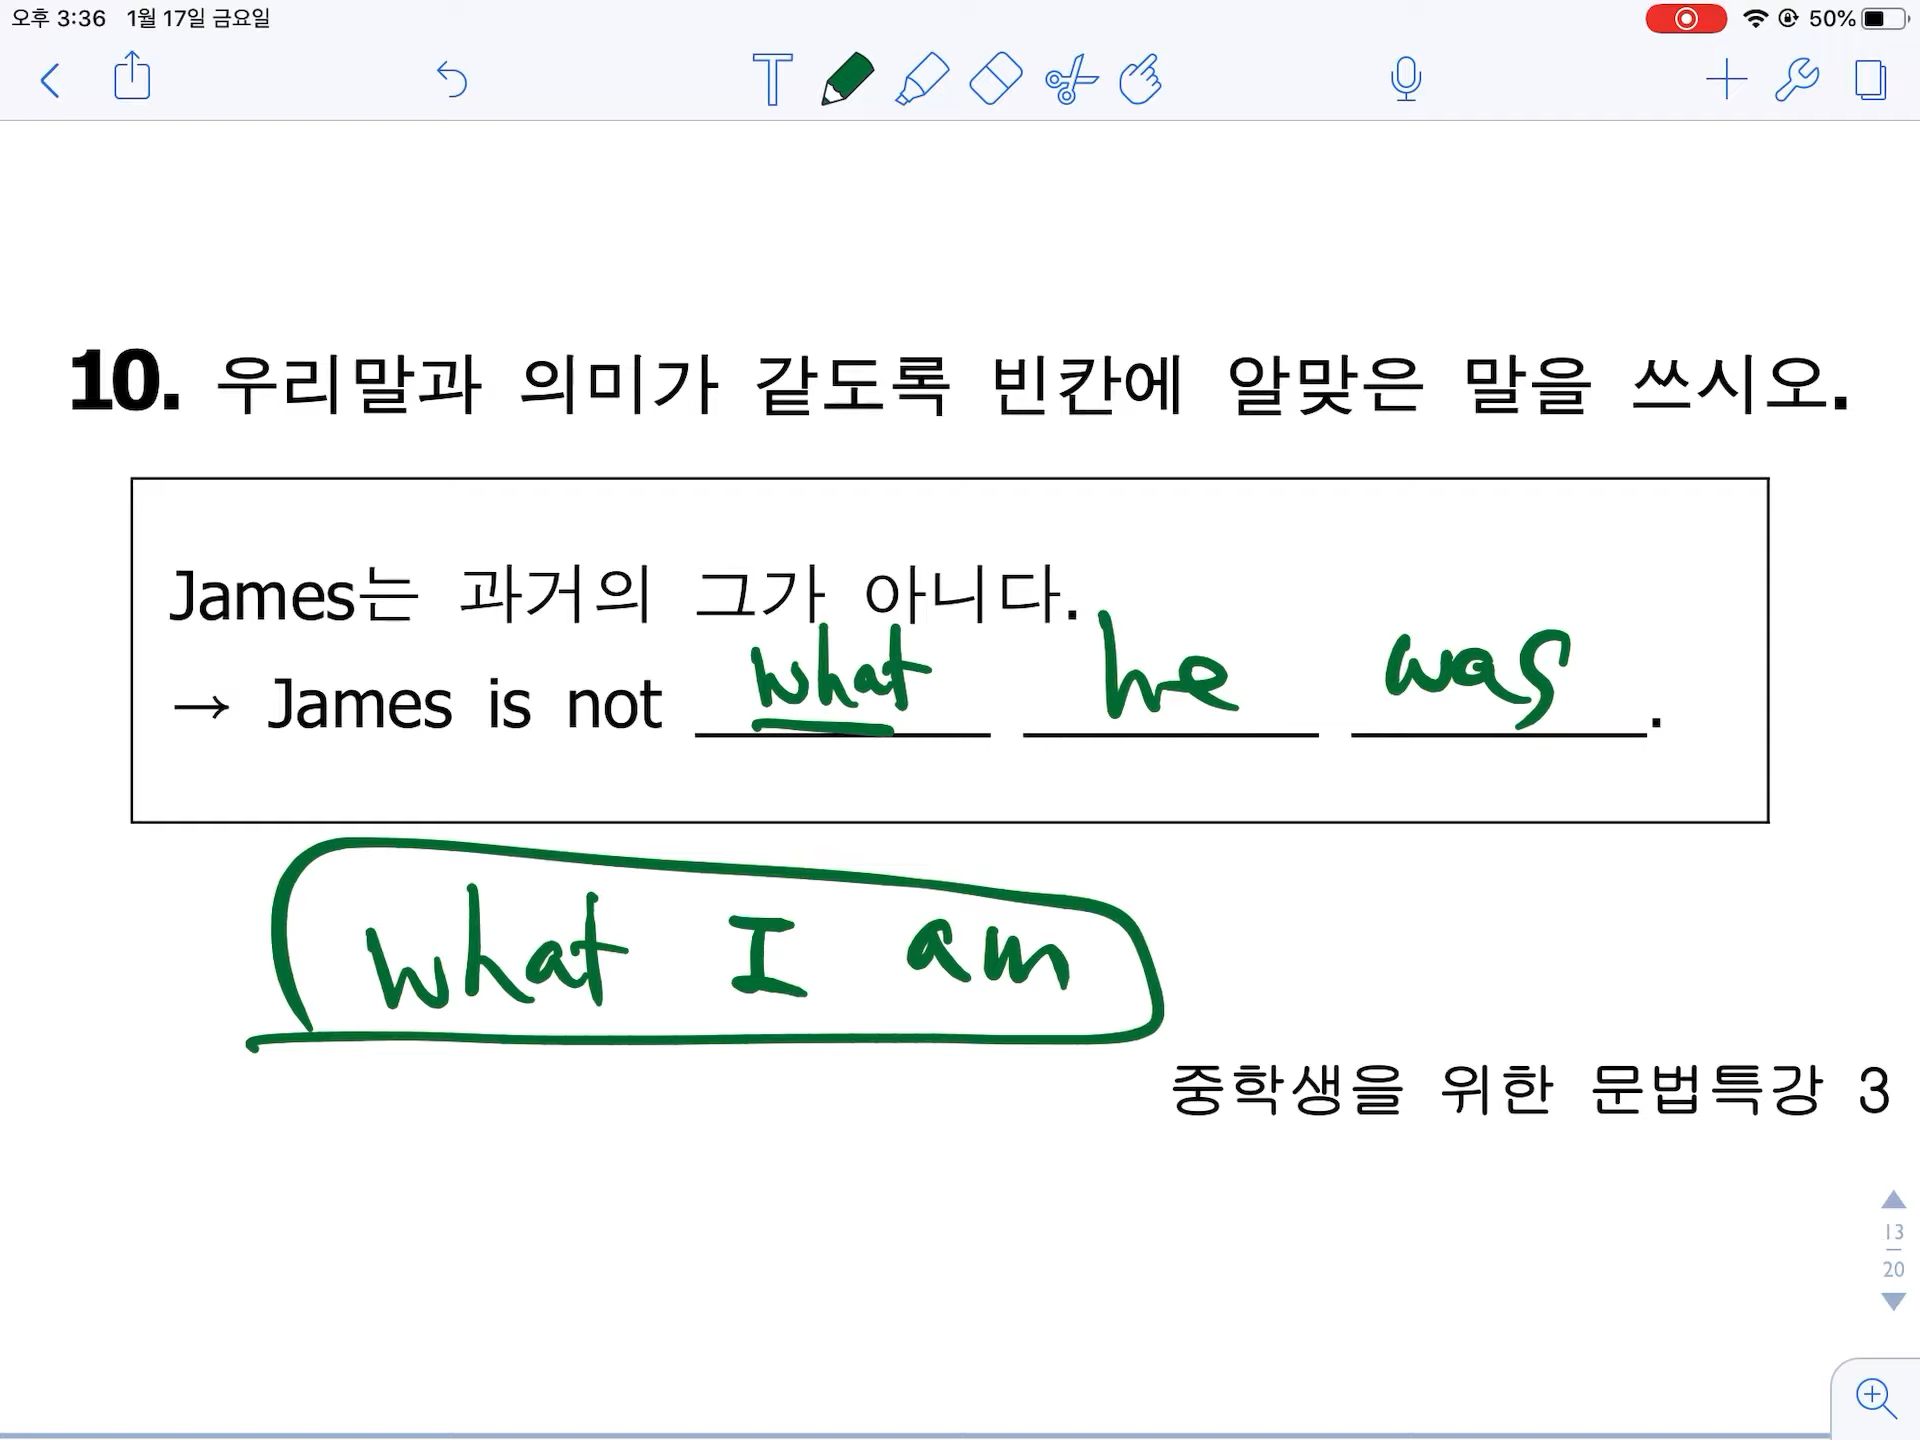 오후 3:36 1월 17일 금요일
50%
T
10. 우리말과 의미가 같도록 빈칸에 알맞은 말을 쓰시오.
James는 과거의 그가 아니다.
→ James is not what he was.
what I am
중학생을 위한 문법특강 3
13
20